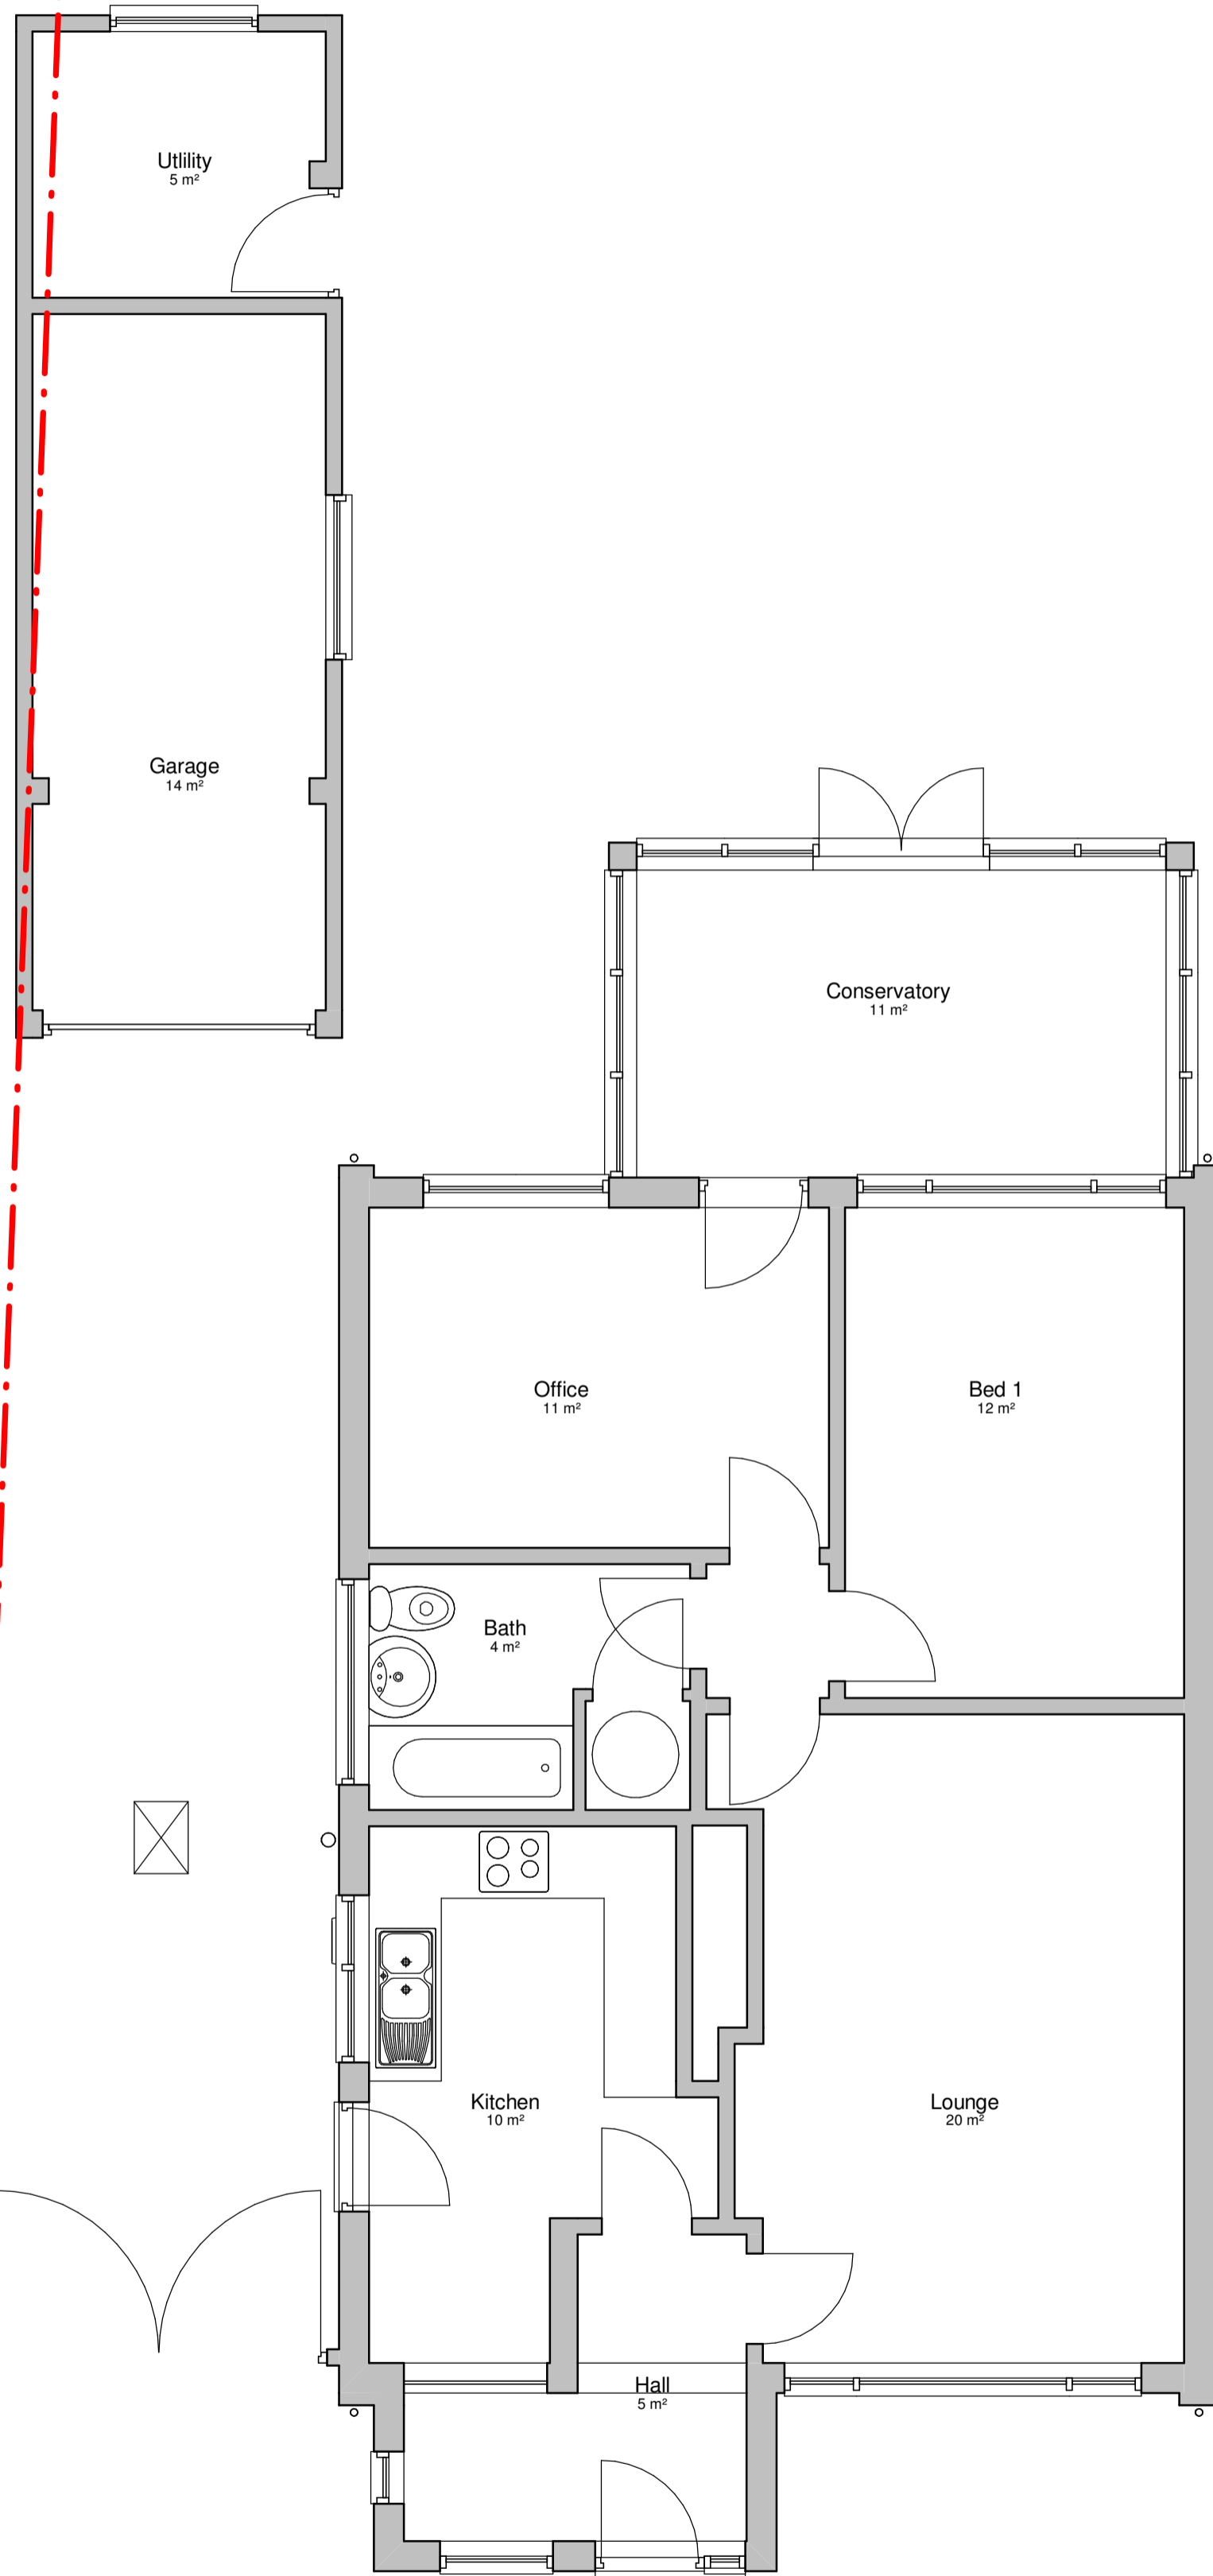 Utlility
5 m²
Garage
14 m²
Conservatory
11 m²
Office
11 m²
Bed 1
12 m²
Bath
4 m²
Kitchen
10 m²
Lounge
20 m²
Hall
5 m²